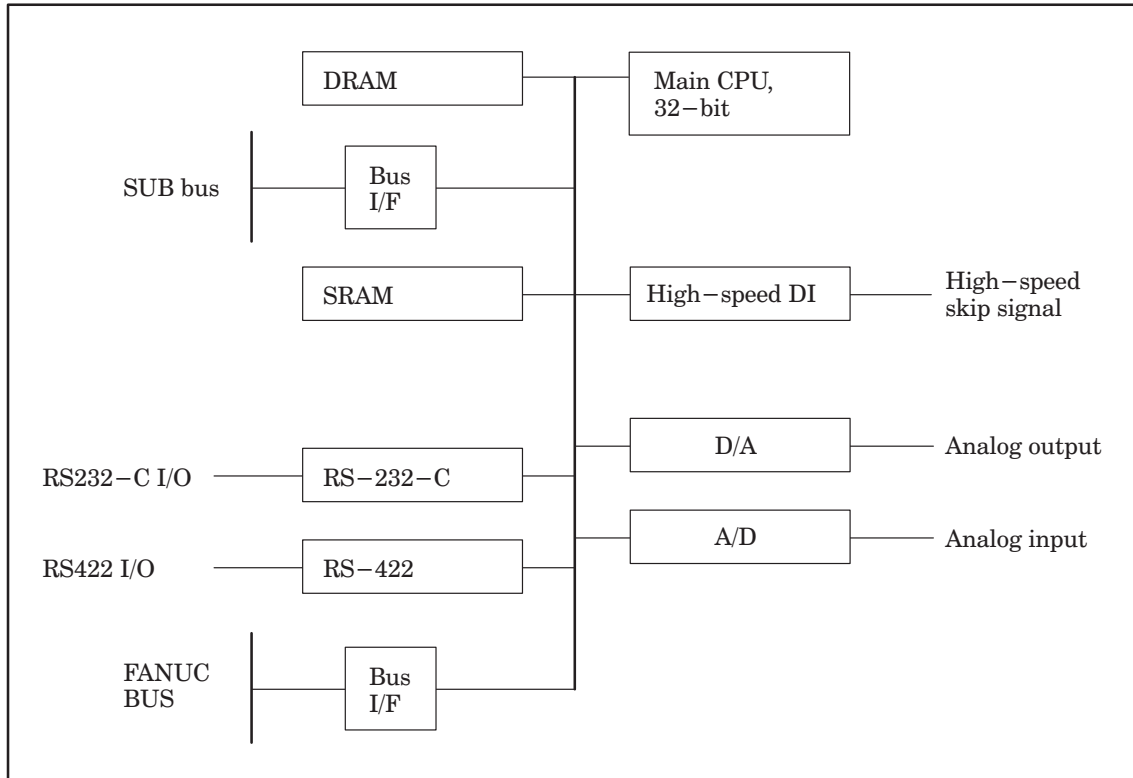 DRAM
Main CPU,
32−bit
SUB bus
Bus
I/F
SRAM
High−speed DI
High−speed
skip signal
D/A
Analog output
RS232−C I/O
RS−232−C
A/D
Analog input
RS422 I/O
RS−422
FANUC
BUS
Bus
I/F